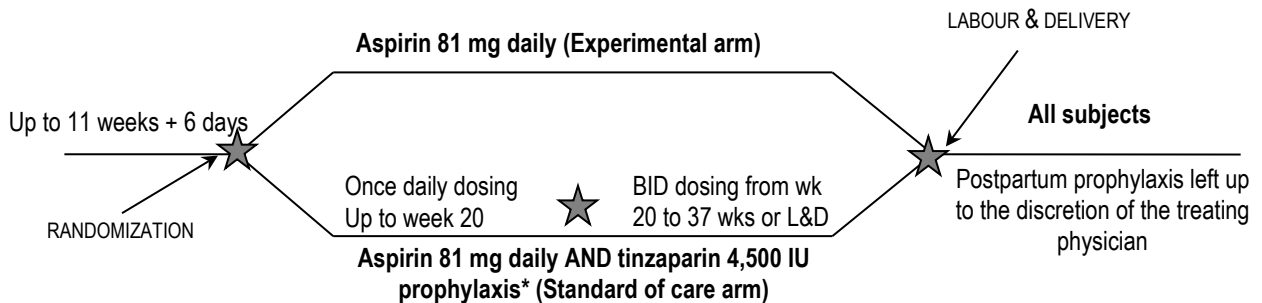 LABOUR & DELIVERY
Aspirin 81 mg daily (Experimental arm)
Up to 11 weeks + 6 days
All subjects
Once daily dosing
Up to week 20
BID dosing from wk
20 to 37 wks or L&D
Postpartum prophylaxis left up
to the discretion of the treating
physician
RANDOMIZATION
Aspirin 81 mg daily AND tinzaparin 4,500 IU
prophylaxis* (Standard of care arm)